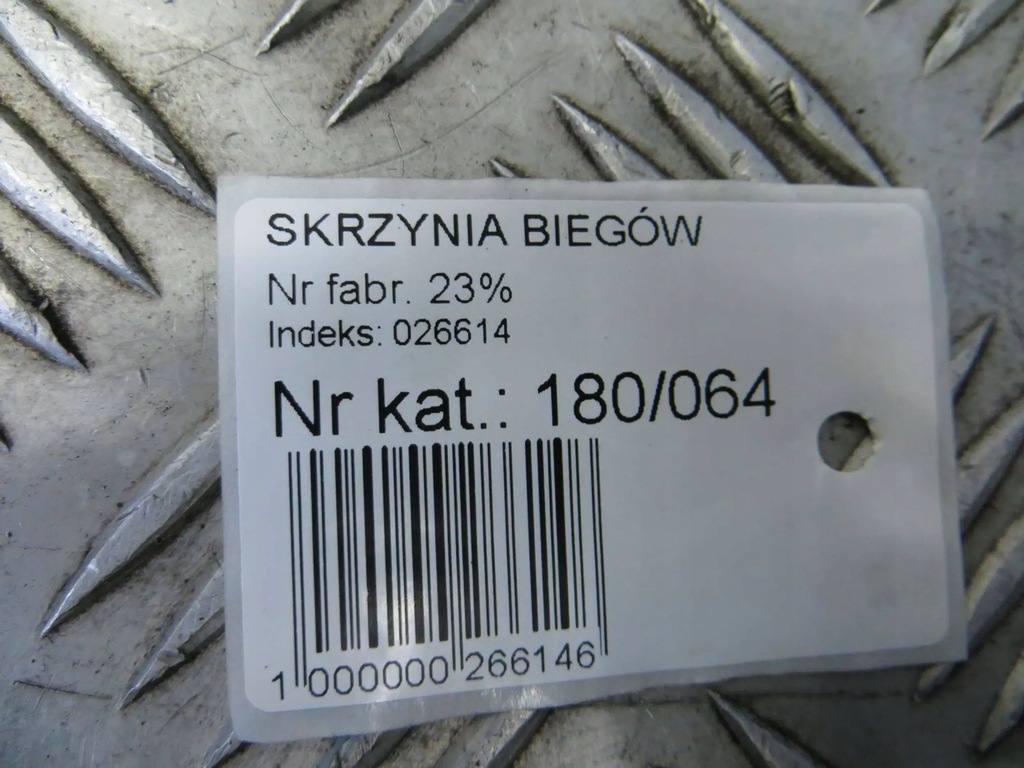 SKRZYNIA BIEGÓW
Nr fabr. 23%
Indeks: 026614
Nr kat.: 180/064
1 000000 266146